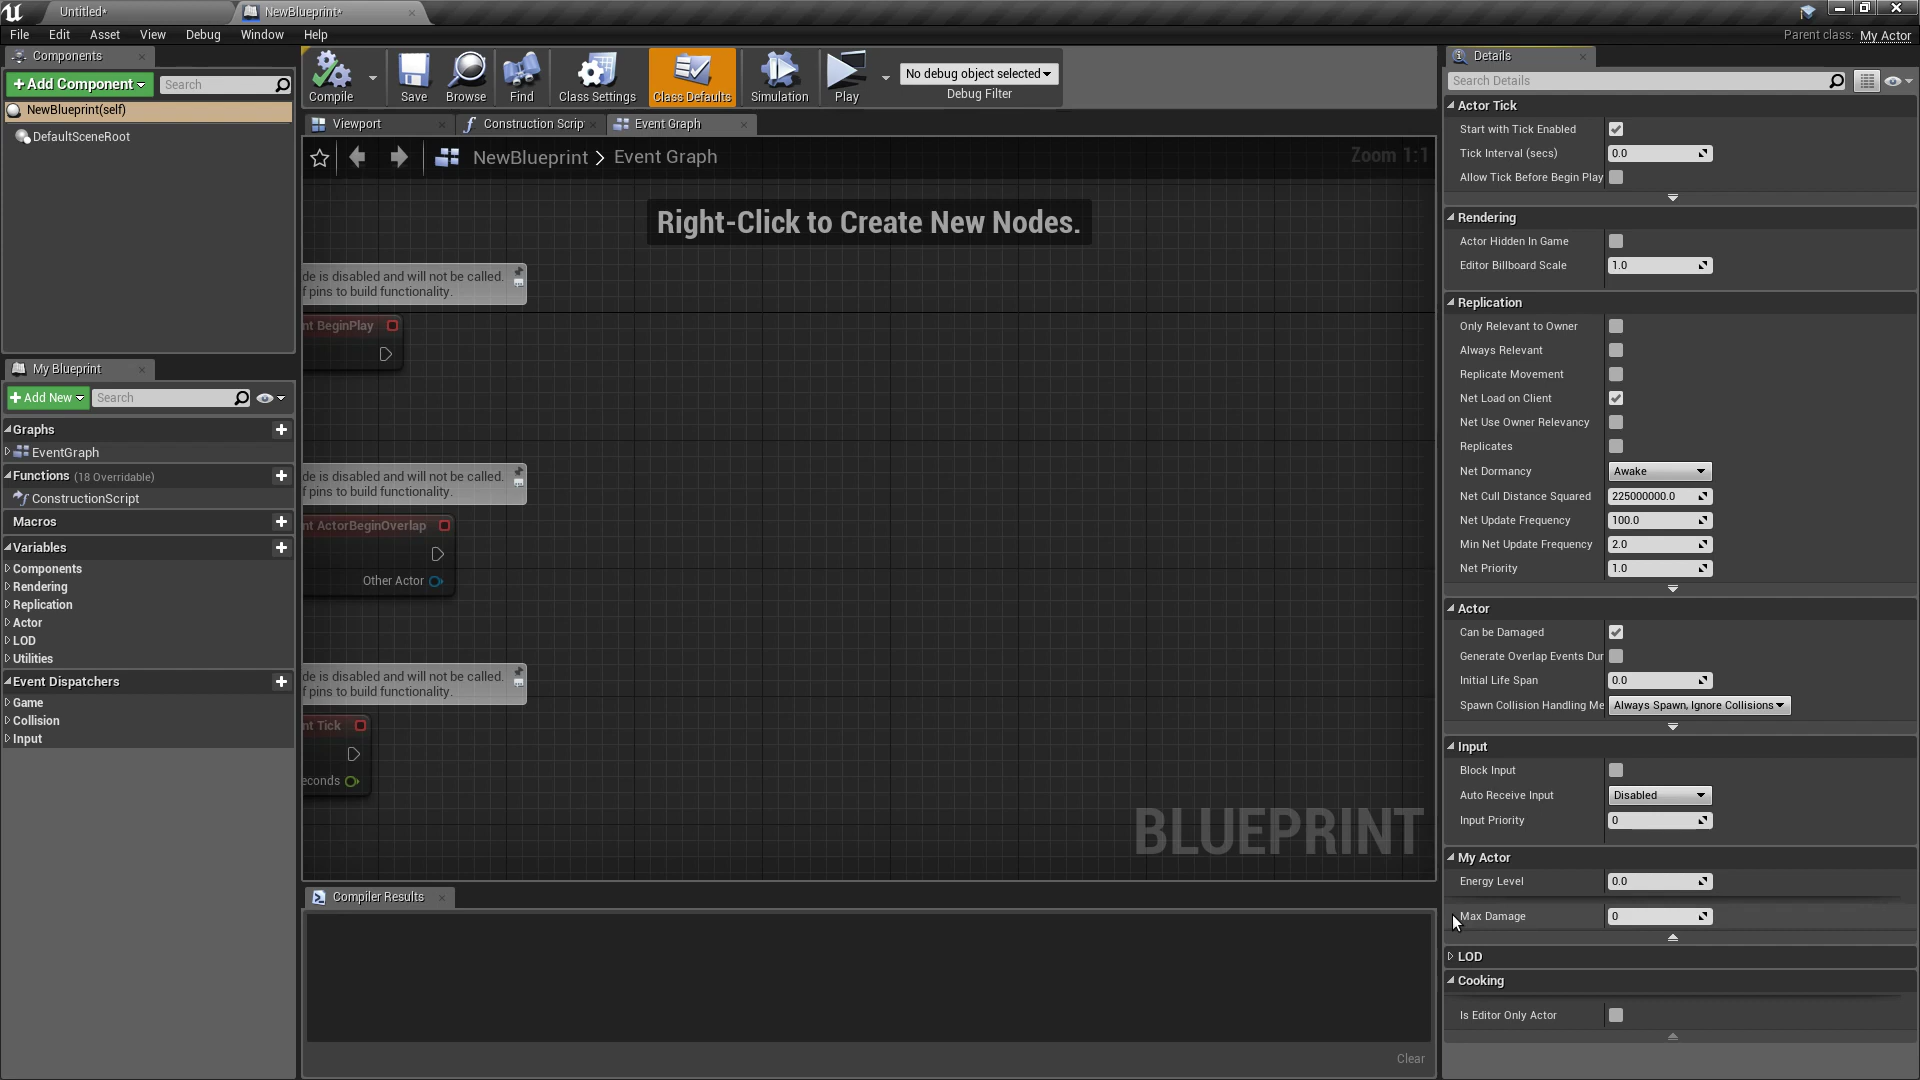 Untitled*
NewBlueprint*
File Edit Asset View Debug Window Help
Parent class: My Actor
Components
+ Add Component
Search
NewBlueprint(self)
DefaultSceneRoot
My Blueprint
+ Add New
Search
Graphs
EventGraph
Functions (18 Overridable)
ConstructionScript
Macros
Variables
Components
Rendering
Replication
Actor
LOD
Utilities
Event Dispatchers
Game
Collision
Input
Compile
Save
Browse
Find
Class Settings
Class Defaults
Simulation
Play
No debug object selected
Debug Filter
Viewport
Construction Scrip
Event Graph
NewBlueprint > Event Graph
Zoom 1:1
Right-Click to Create New Nodes.
de is disabled and will not be called.
f pins to build functionality.
nt BeginPlay
de is disabled and will not be called.
f pins to build functionality.
nt ActorBeginOverlap
Other Actor
de is disabled and will not be called.
f pins to build functionality.
nt Tick
econds
BLUEPRINT
Compiler Results
Clear
Details
Search Details
Actor Tick
Start with Tick Enabled
Tick Interval (secs) 0.0
Allow Tick Before Begin Play
Rendering
Actor Hidden In Game
Editor Billboard Scale 1.0
Replication
Only Relevant to Owner
Always Relevant
Replicate Movement
Net Load on Client
Net Use Owner Relevancy
Replicates
Net Dormancy Awake
Net Cull Distance Squared 225000000.0
Net Update Frequency 100.0
Min Net Update Frequency 2.0
Net Priority 1.0
Actor
Can be Damaged
Generate Overlap Events Dur
Initial Life Span 0.0
Spawn Collision Handling Me Always Spawn, Ignore Collisions
Input
Block Input
Auto Receive Input Disabled
Input Priority 0
My Actor
Energy Level 0.0
Max Damage 0
LOD
Cooking
Is Editor Only Actor